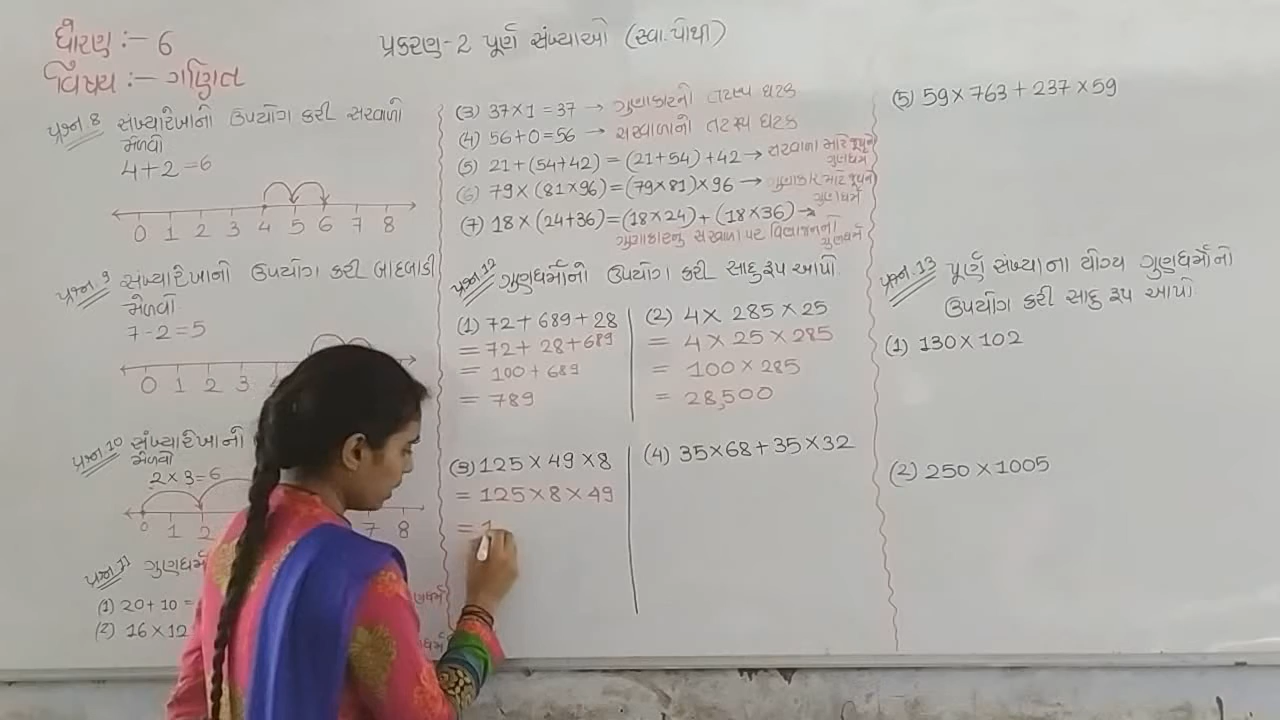 ધોરણ :- 6
વિષય :- ગણિત
પ્રકરણ-2 પૂર્ણ સંખ્યાઓ (સ્વા.પોથી)
પ્રશ્ન.8 સંખ્યારેખાનો ઉપયોગ કરી સરવાળો
મેળવો
4+2=6
0 1 2 3 4 5 6 7 8
પ્રશ્ન.9 સંખ્યારેખાનો ઉપયોગ કરી બાદબાકી
મેળવો
7-2=5
0 1 2 3
પ્રશ્ન.10 સંખ્યારેખાનો
મેળવો
2×3=6
0 1 2 7 8
પ્રશ્ન.11 ગુણધર્મ
(1) 20+10=
(2) 16×12
(3) 37×1=37 → ગુણાકારનો તટસ્થ ઘટક
(4) 56+0=56 → સરવાળાનો તટસ્થ ઘટક
(5) 21+(54+42)=(21+54)+42 → સરવાળા માટે જૂથનો
ગુણધર્મ
(6) 79×(81×96)=(79×81)×96 → ગુણાકાર માટે જૂથનો
ગુણધર્મ
(7) 18×(24+36)=(18×24)+(18×36) →
ગુણાકારનુ સરવાળા પર વિભાજનનો
ગુણધર્મ
પ્રશ્ન.12 ગુણધર્મોનો ઉપયોગ કરી સાદુ રૂપ આપો.
(1) 72+689+28
=72+28+689
= 100+689
= 789
(2) 4×285×25
= 4×25×285
= 100×285
= 28,500
(3) 125×49×8
= 125×8×49
= 1
(4) 35×68+35×32
(5) 59×763+237×59
પ્રશ્ન.13 પૂર્ણ સંખ્યાના યોગ્ય ગુણધર્મોનો
ઉપયોગ કરી સાદુ રૂપ આપો.
(1) 130×102
(2) 250×1005